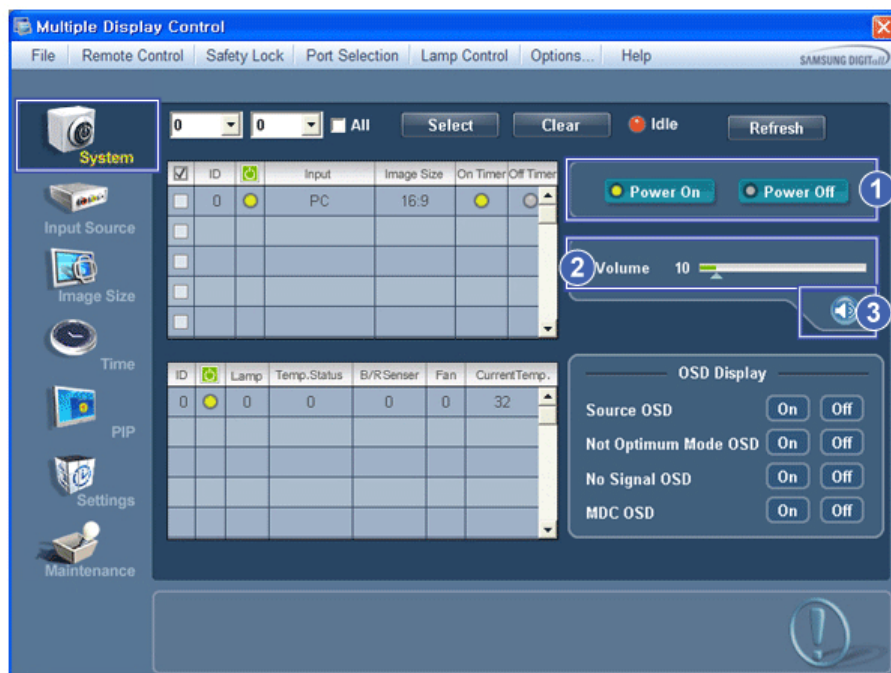 Multiple Display Control
File Remote Control Safety Lock Port Selection Lamp Control Options... Help SAMSUNG DIGITall
System
Input Source
Image Size
Time
PIP
Settings
Maintenance
0 0 All Select Clear Idle Refresh
ID Input Image Size On Timer Off Timer
0 PC 16:9
Power On Power Off 1
2 Volume 10
3
ID Lamp Temp.Status B/RSenser Fan CurrentTemp.
0 0 0 0 0 32
OSD Display
Source OSD On Off
Not Optimum Mode OSD On Off
No Signal OSD On Off
MDC OSD On Off